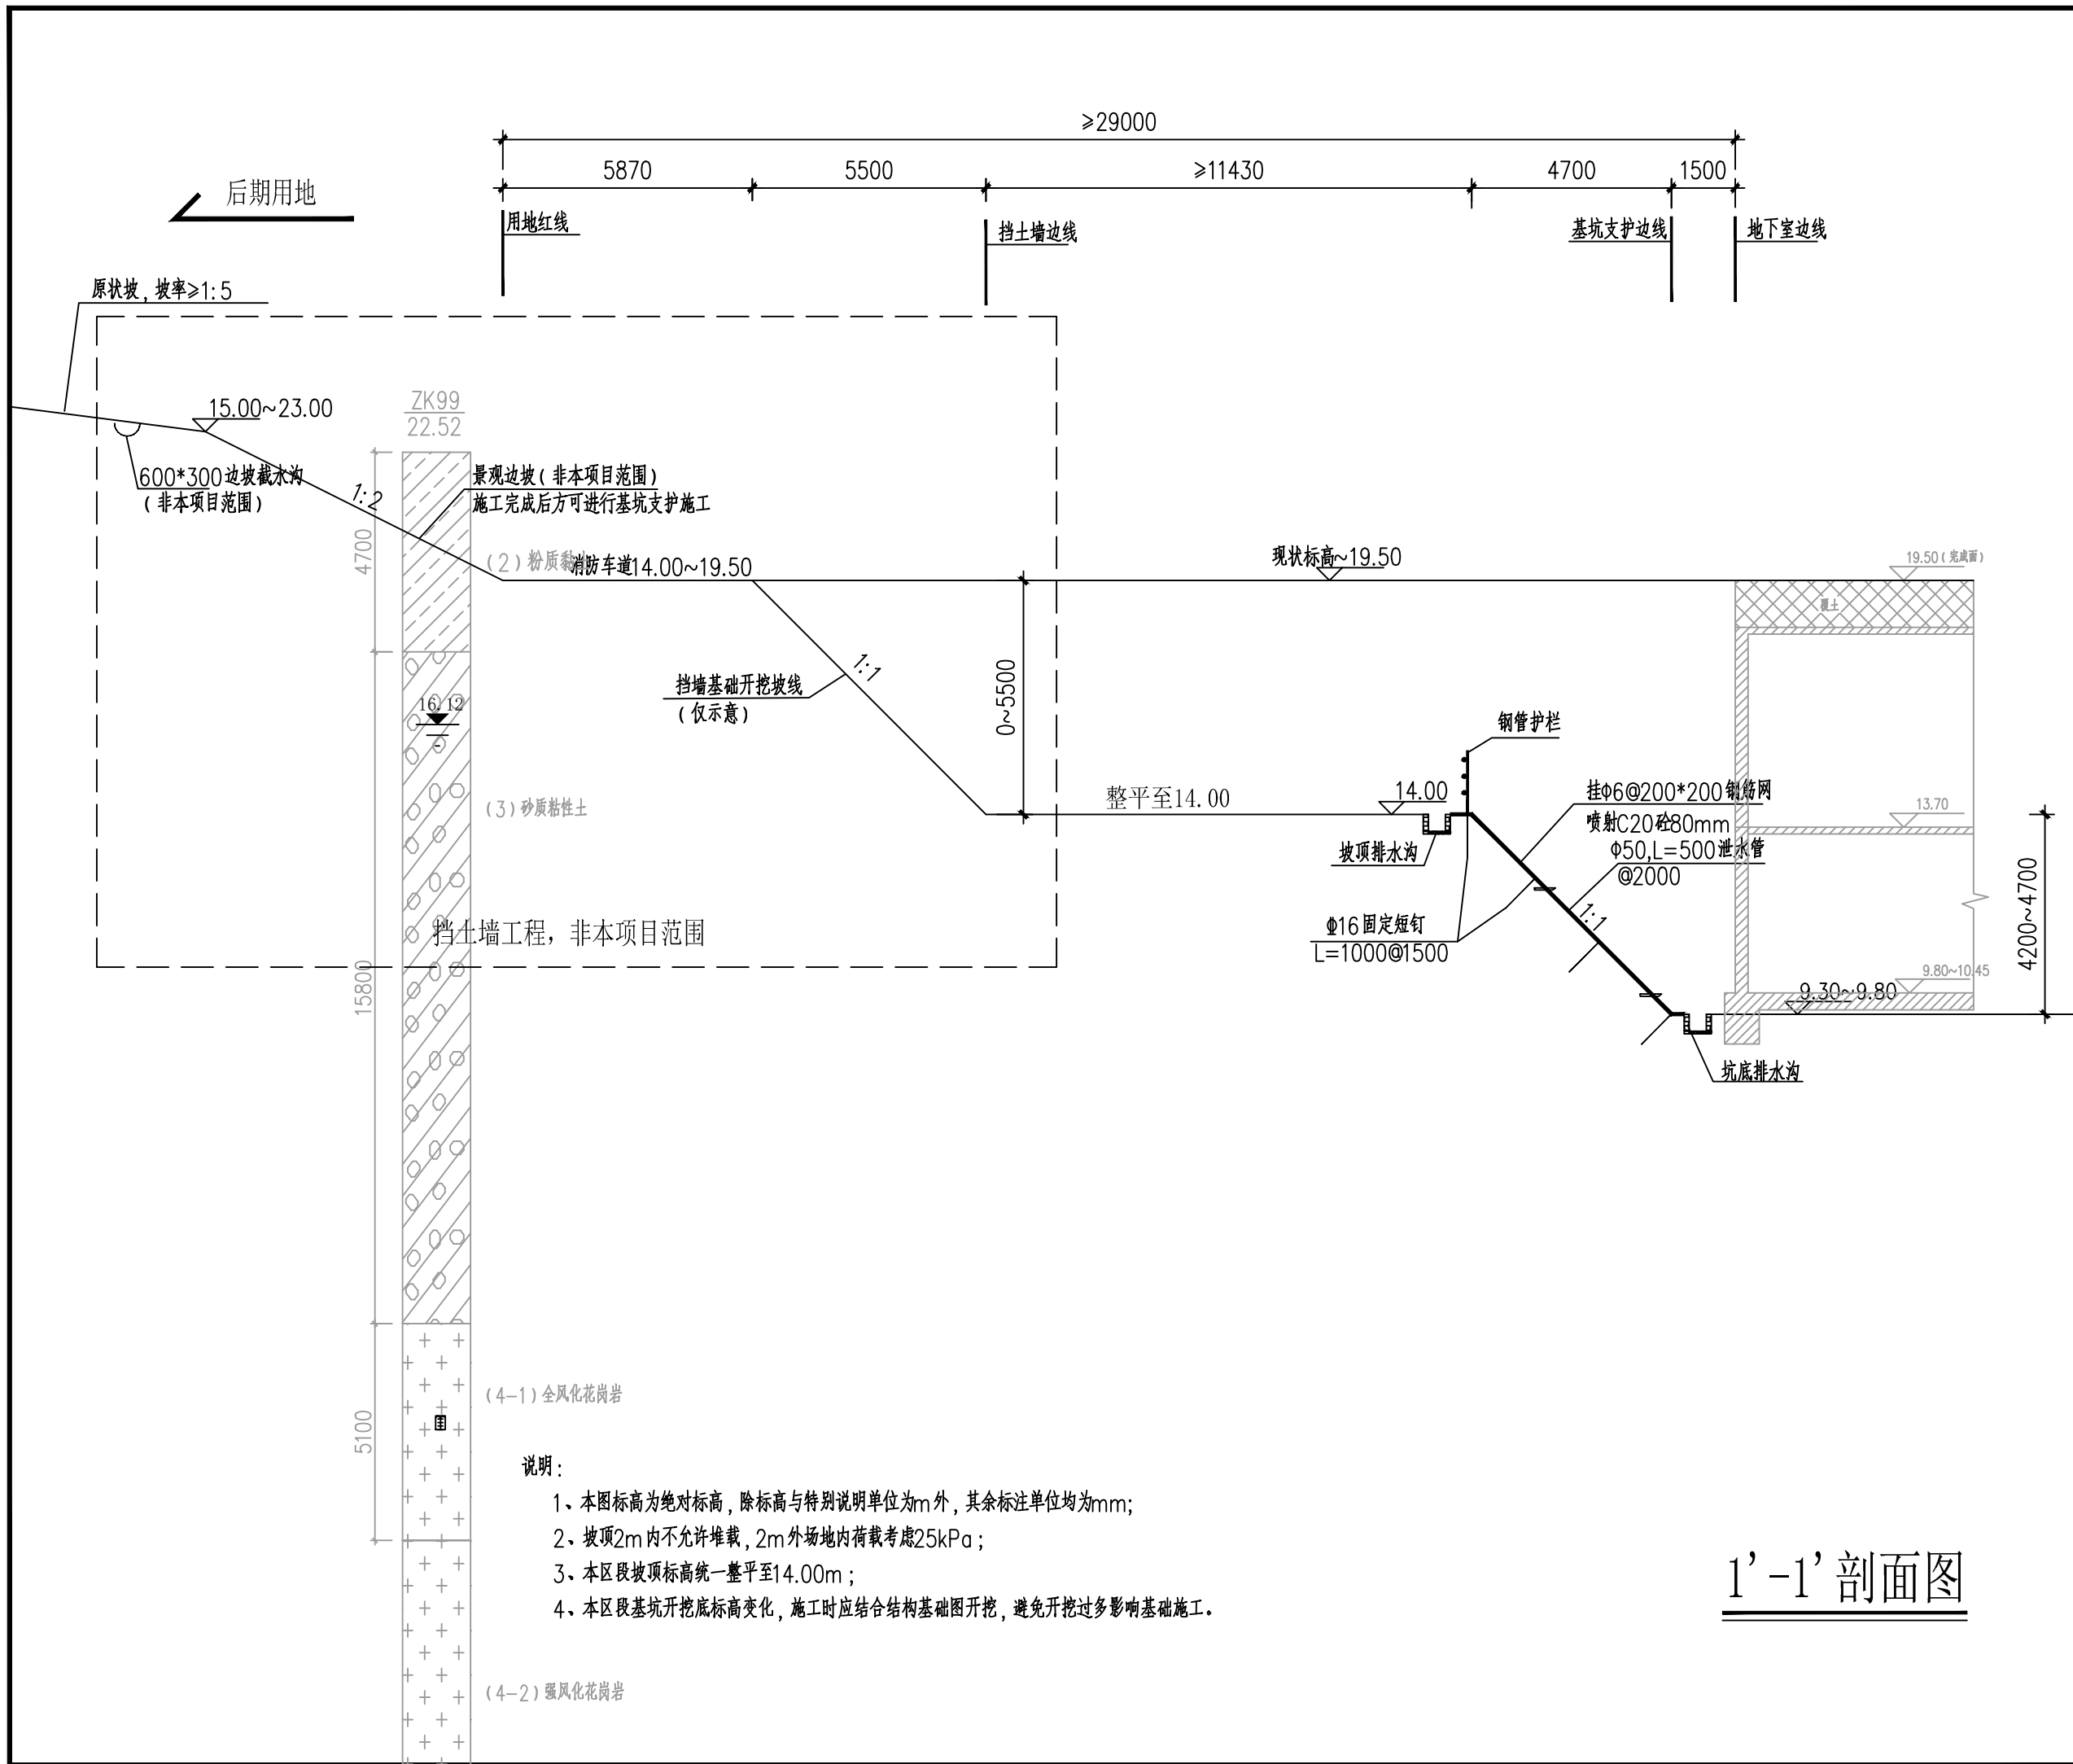 ≥29000
5870
5500
≥11430
4700
1500
后期用地
用地红线
挡土墙边线
基坑支护边线
地下室边线
原状坡，坡率≥1:5
15.00~23.00
ZK99
22.52
600*300边坡截水沟
（非本项目范围）
1:2
景观边坡（非本项目范围）
施工完成后方可进行基坑支护施工
4700
（2）粉质黏
消防车道14.00~19.50
现状标高~19.50
19.50（完成面）
覆土
1:1
挡墙基础开挖坡线
（仅示意）
0~5500
16.12
钢管护栏
整平至14.00
14.00
挂Φ6@200*200钢筋网
喷射C20砼80mm
Φ50,L=500泄水管
@2000
13.70
（3）砂质粘性土
坡顶排水沟
1:1
4200~4700
挡土墙工程，非本项目范围
Φ16固定短钉
L=1000@1500
15800
9.80~10.45
9.30~9.80
坑底排水沟
（4-1）全风化花岗岩
5100
说明：
1、本图标高为绝对标高，除标高与特别说明单位为m外，其余标注单位均为mm；
2、坡顶2m内不允许堆载，2m外场地内荷载考虑25kPa；
3、本区段坡顶标高统一整平至14.00m；
4、本区段基坑开挖底标高变化，施工时应结合结构基础图开挖，避免开挖过多影响基础施工。
1'-1'剖面图
（4-2）强风化花岗岩